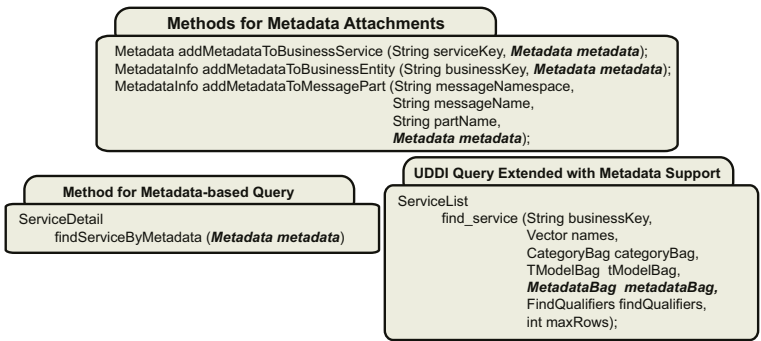 Methods for Metadata Attachments
Metadata addMetadataToBusinessService (String serviceKey, Metadata metadata);
MetadataInfo addMetadataToBusinessEntity (String businessKey, Metadata metadata);
MetadataInfo addMetadataToMessagePart (String messageNamespace,
String messageName,
String partName,
Metadata metadata);
Method for Metadata-based Query
ServiceDetail
findServiceByMetadata (Metadata metadata)
UDDI Query Extended with Metadata Support
ServiceList
find_service (String businessKey,
Vector names,
CategoryBag categoryBag,
TModelBag tModelBag,
MetadataBag metadataBag,
FindQualifiers findQualifiers,
int maxRows);